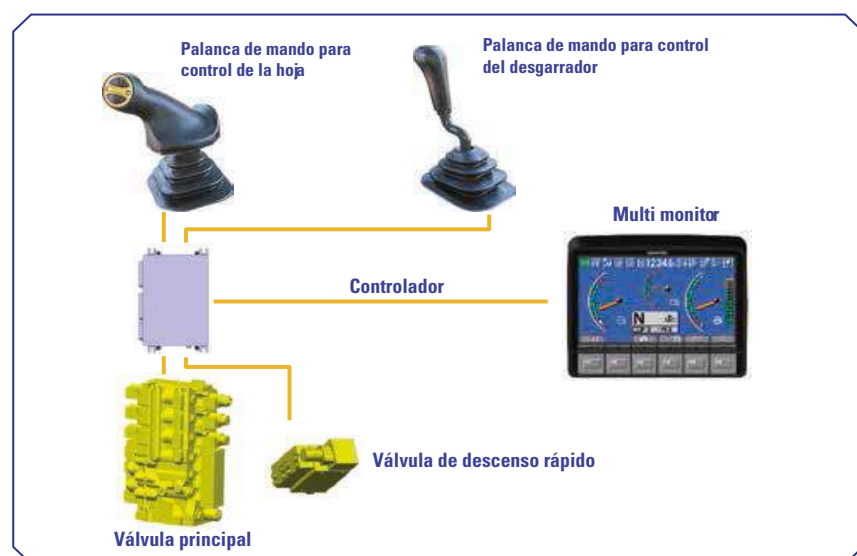 Palanca de mando para
control de la hoja
Palanca de mando para control
del desgarrador
Multi monitor
12346
Controlador
N
Válvula de descenso rápido
Válvula principal